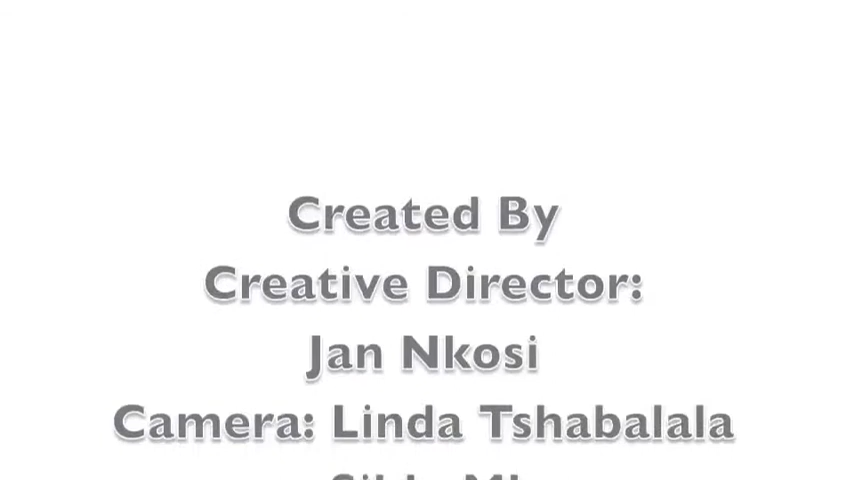 Created By
Creative Director:
Jan Nkosi
Camera: Linda Tshabalala